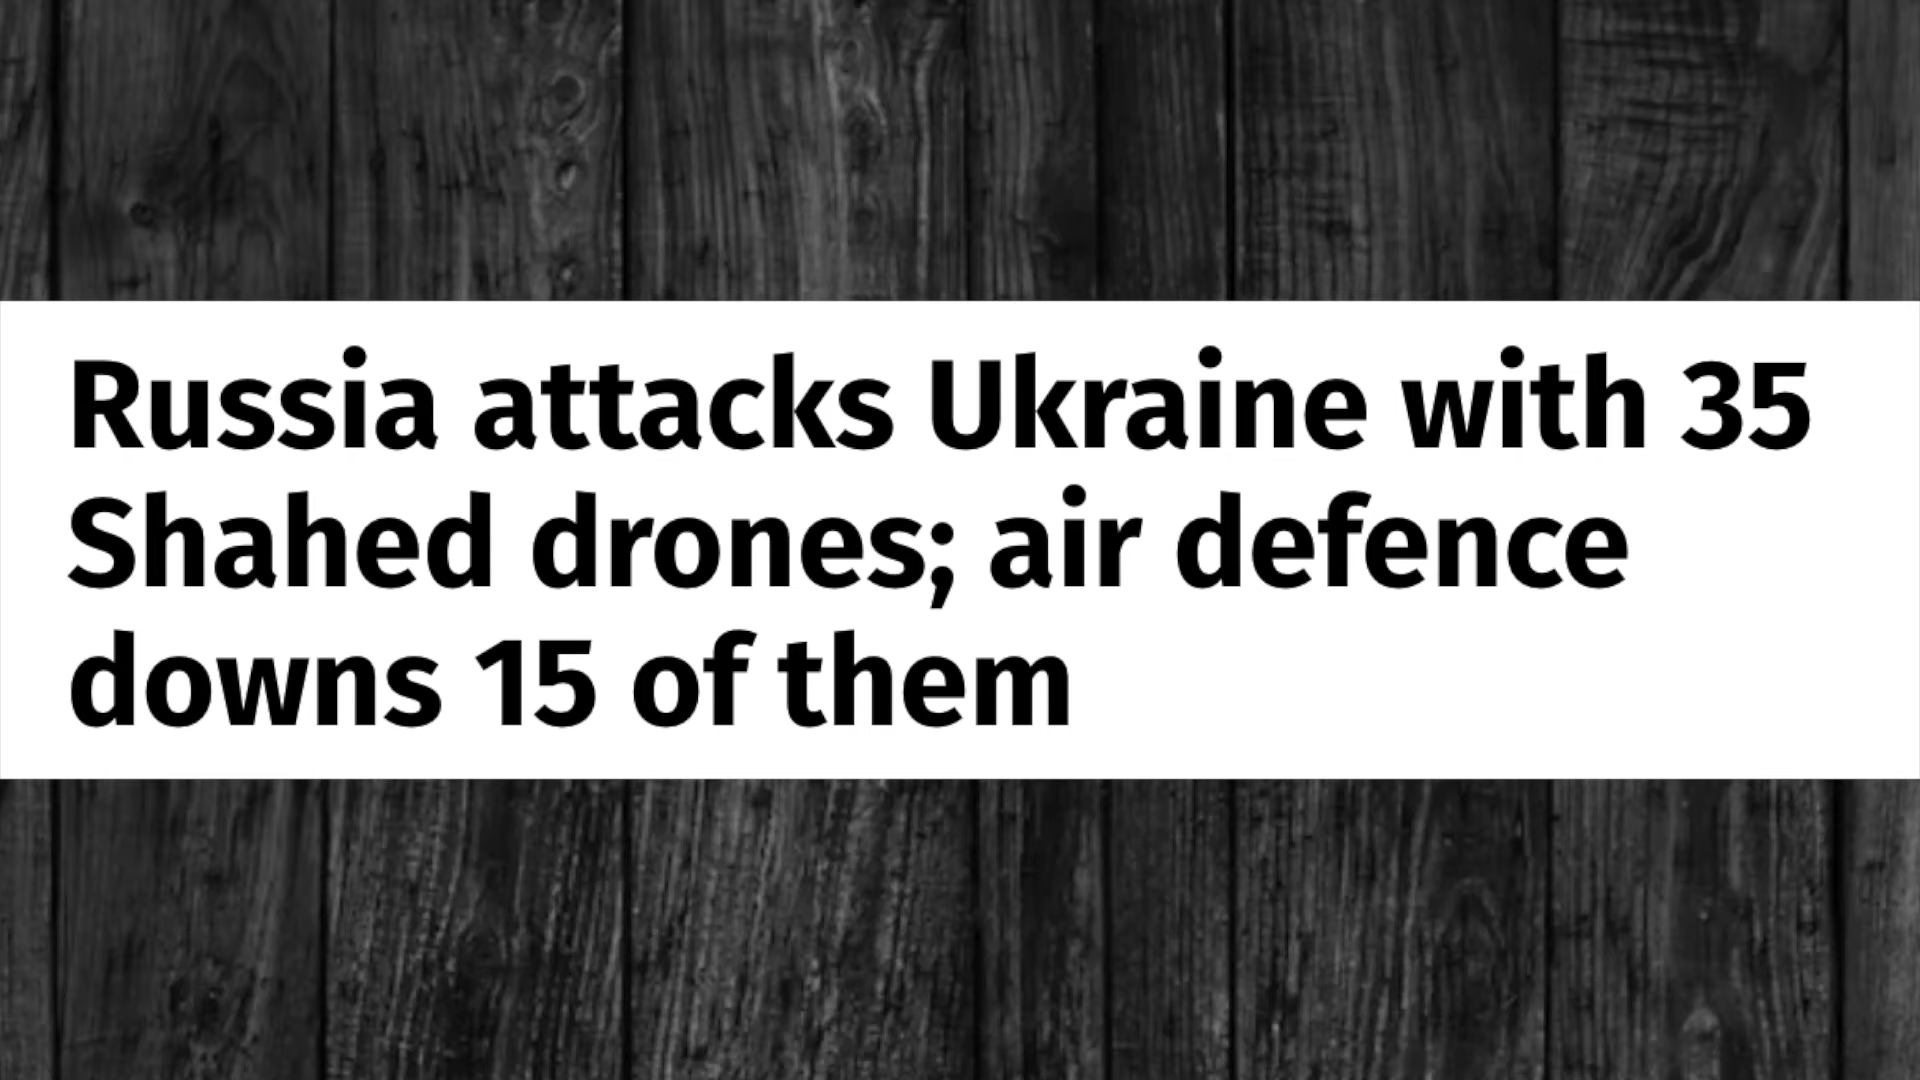 Russia attacks Ukraine with 35
Shahed drones; air defence
downs 15 of them